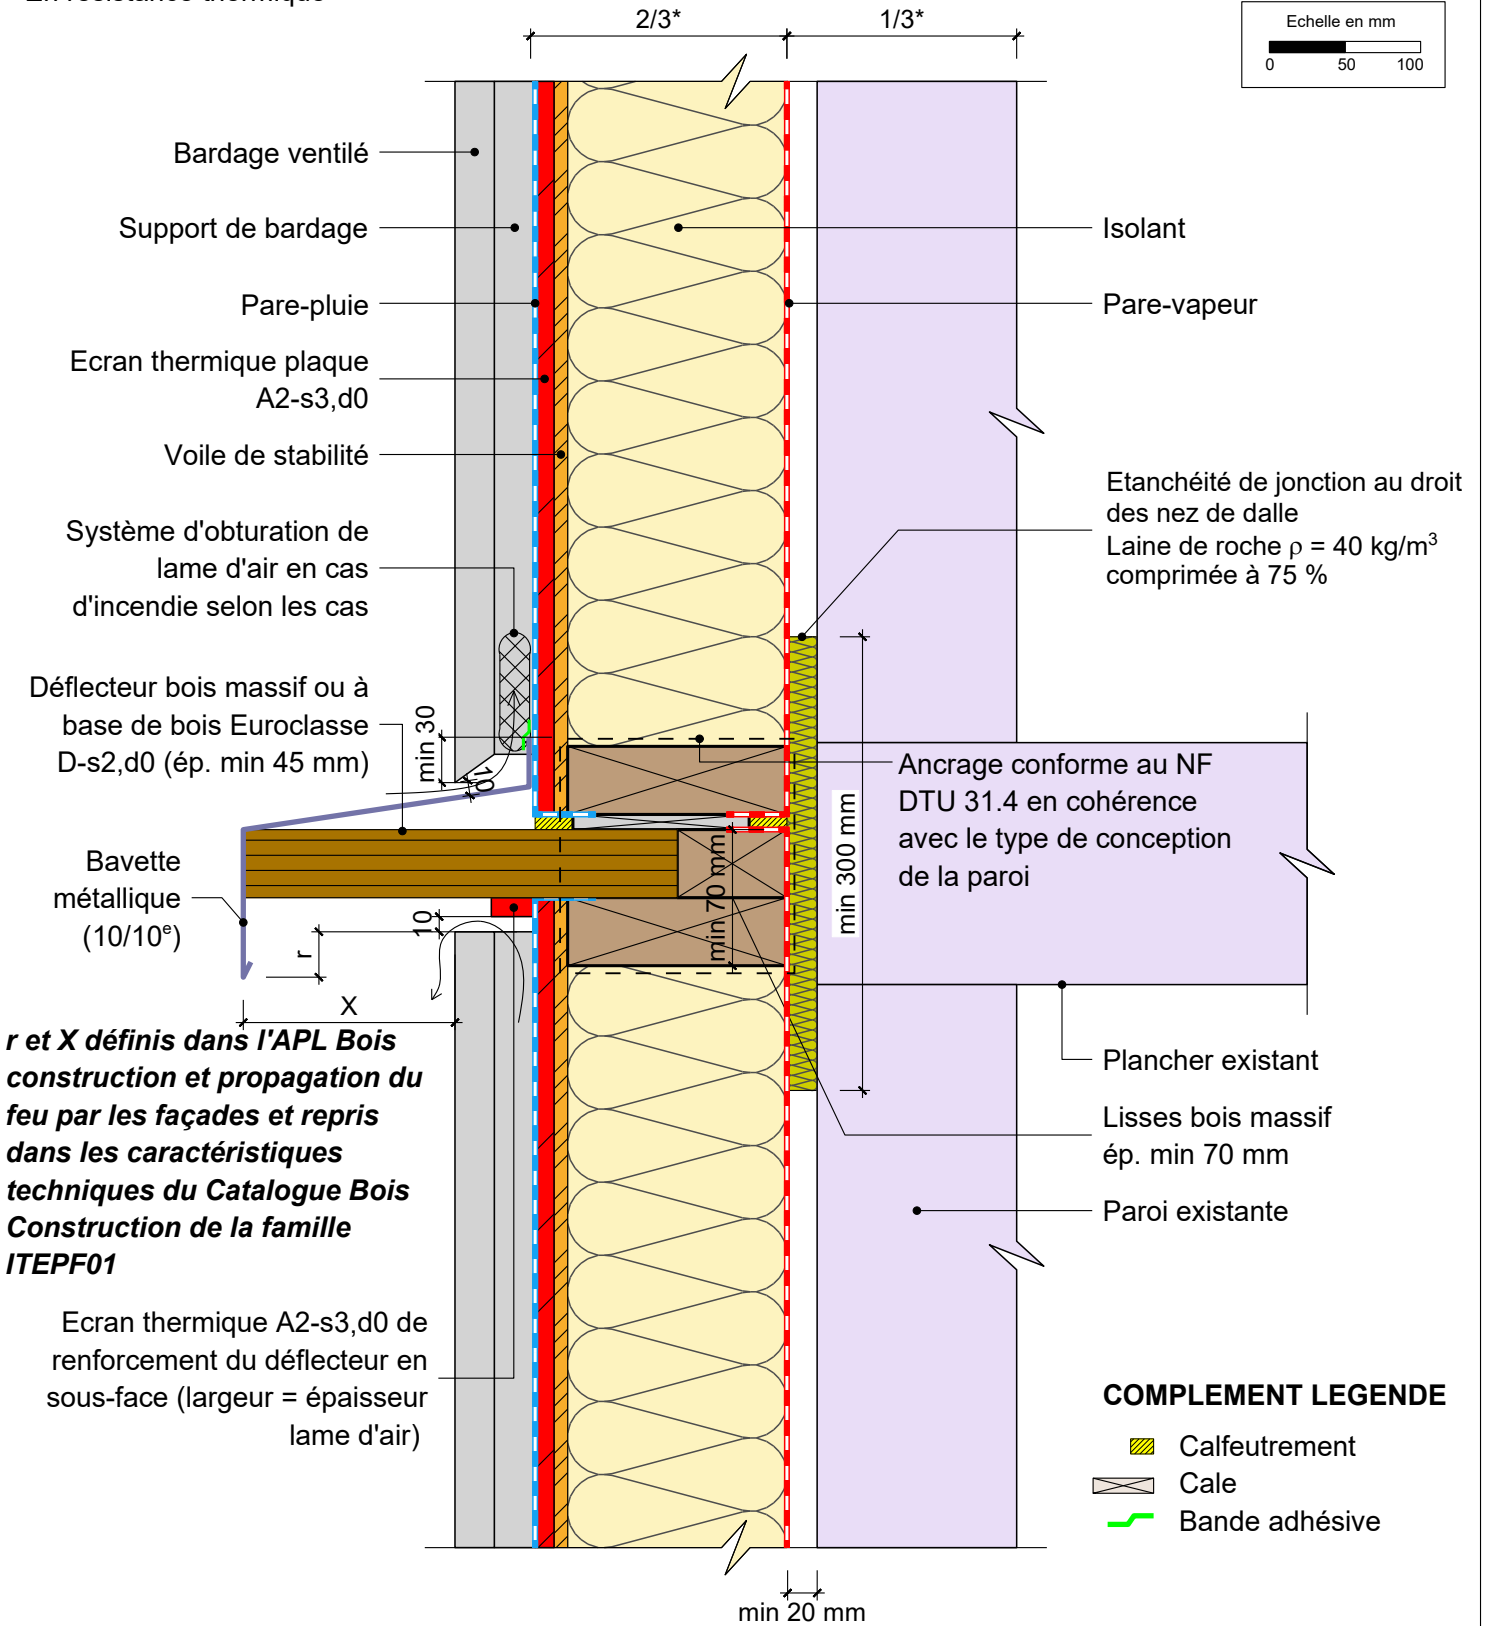 En résistance thermique
2/3*
1/3*
Echelle en mm
0 50 100
Bardage ventilé
Support de bardage
Pare-pluie
Ecran thermique plaque
A2-s3,d0
Voile de stabilité
Système d'obturation de
lame d'air en cas
d'incendie selon les cas
Déflecteur bois massif ou à
base de bois Euroclasse
D-s2,d0 (ép. min 45 mm)
Bavette
métallique
(10/10e)
min 30
10
10
r
X
r et X définis dans l'APL Bois
construction et propagation du
feu par les façades et repris
dans les caractéristiques
techniques du Catalogue Bois
Construction de la famille
ITEPF01
Ecran thermique A2-s3,d0 de
renforcement du déflecteur en
sous-face (largeur = épaisseur
lame d'air)
Isolant
Pare-vapeur
Etanchéité de jonction au droit
des nez de dalle
Laine de roche ρ = 40 kg/m³
comprimée à 75 %
Ancrage conforme au NF
DTU 31.4 en cohérence
avec le type de conception
de la paroi
min 70 mm
min 300 mm
Plancher existant
Lisses bois massif
ép. min 70 mm
Paroi existante
COMPLEMENT LEGENDE
Calfeutrement
Cale
Bande adhésive
min 20 mm